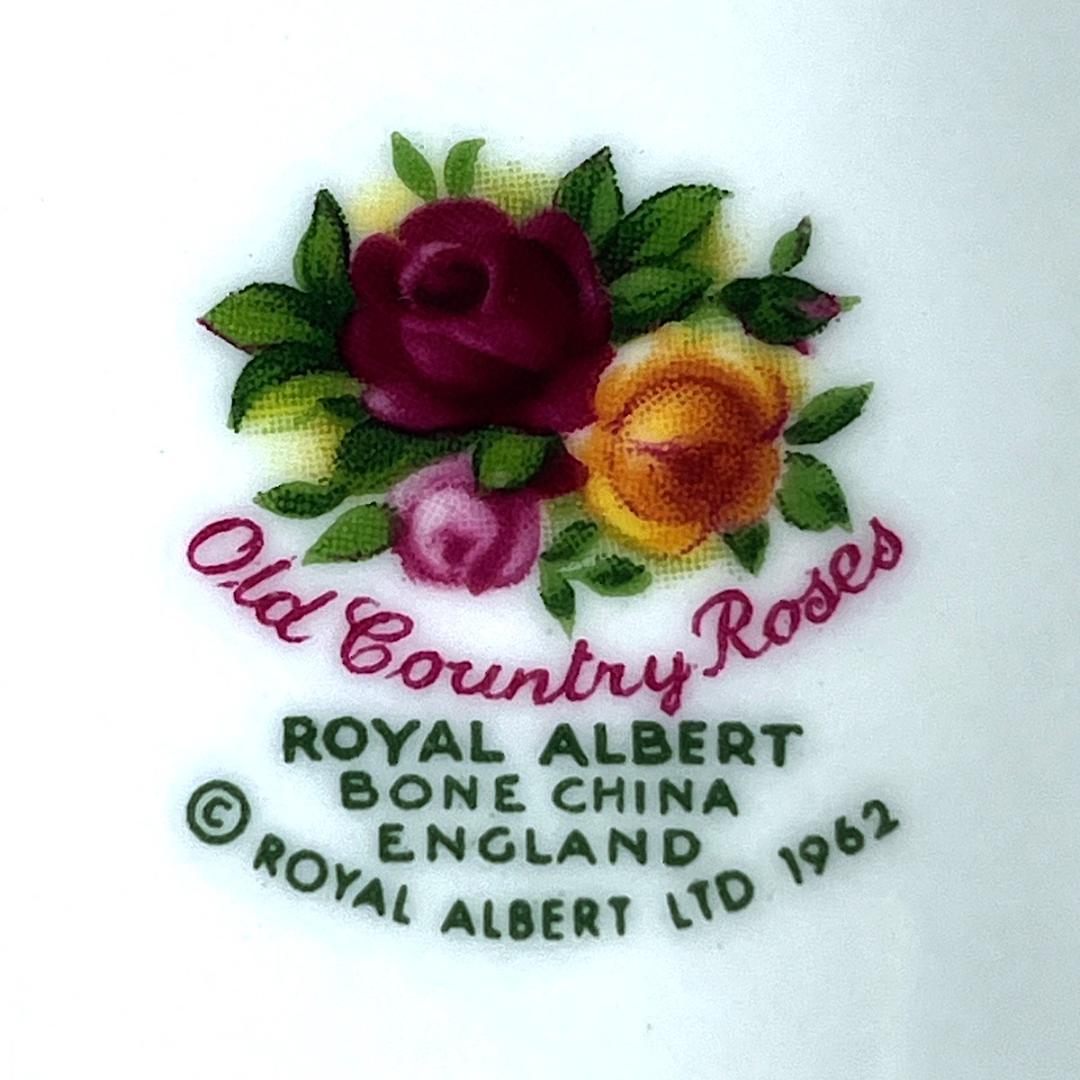 Old Country Roses
ROYAL ALBERT
BONE CHINA
ENGLAND
© ROYAL ALBERT LTD 1962